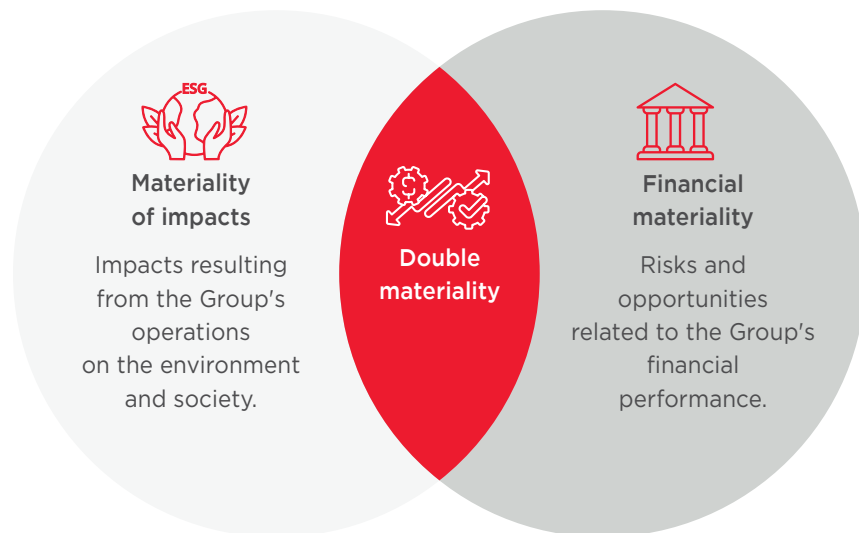 ESG
Materiality
of impacts
Impacts resulting
from the Group's
operations
on the environment
and society.
Double
materiality
Financial
materiality
Risks and
opportunities
related to the Group's
financial
performance.